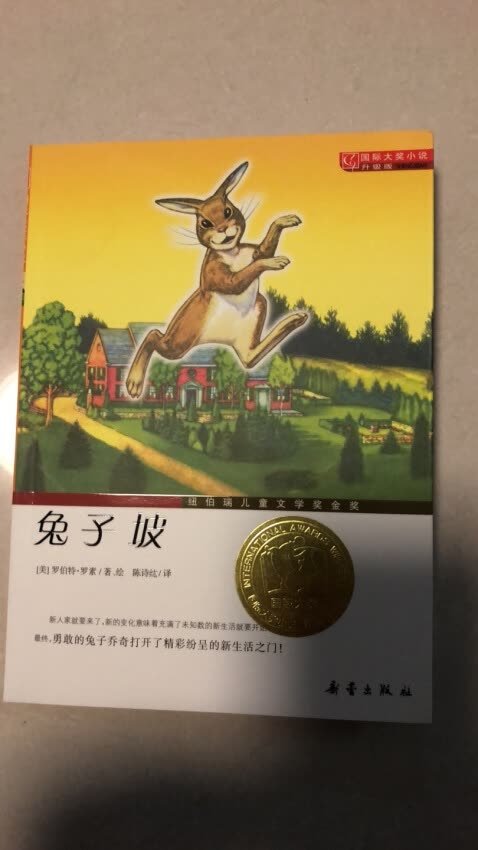 国际大奖小说
升级版
纽伯瑞儿童文学奖金奖
兔子坡
[美] 罗伯特·罗素/著、绘 陈诗纮/译
INTERNATIONAL AWARDS
新人家就要来了，新的变化意味着充满了未知数的新生活就要开
最终，勇敢的兔子乔奇打开了精彩纷呈的新生活之门！
新蕾出版社